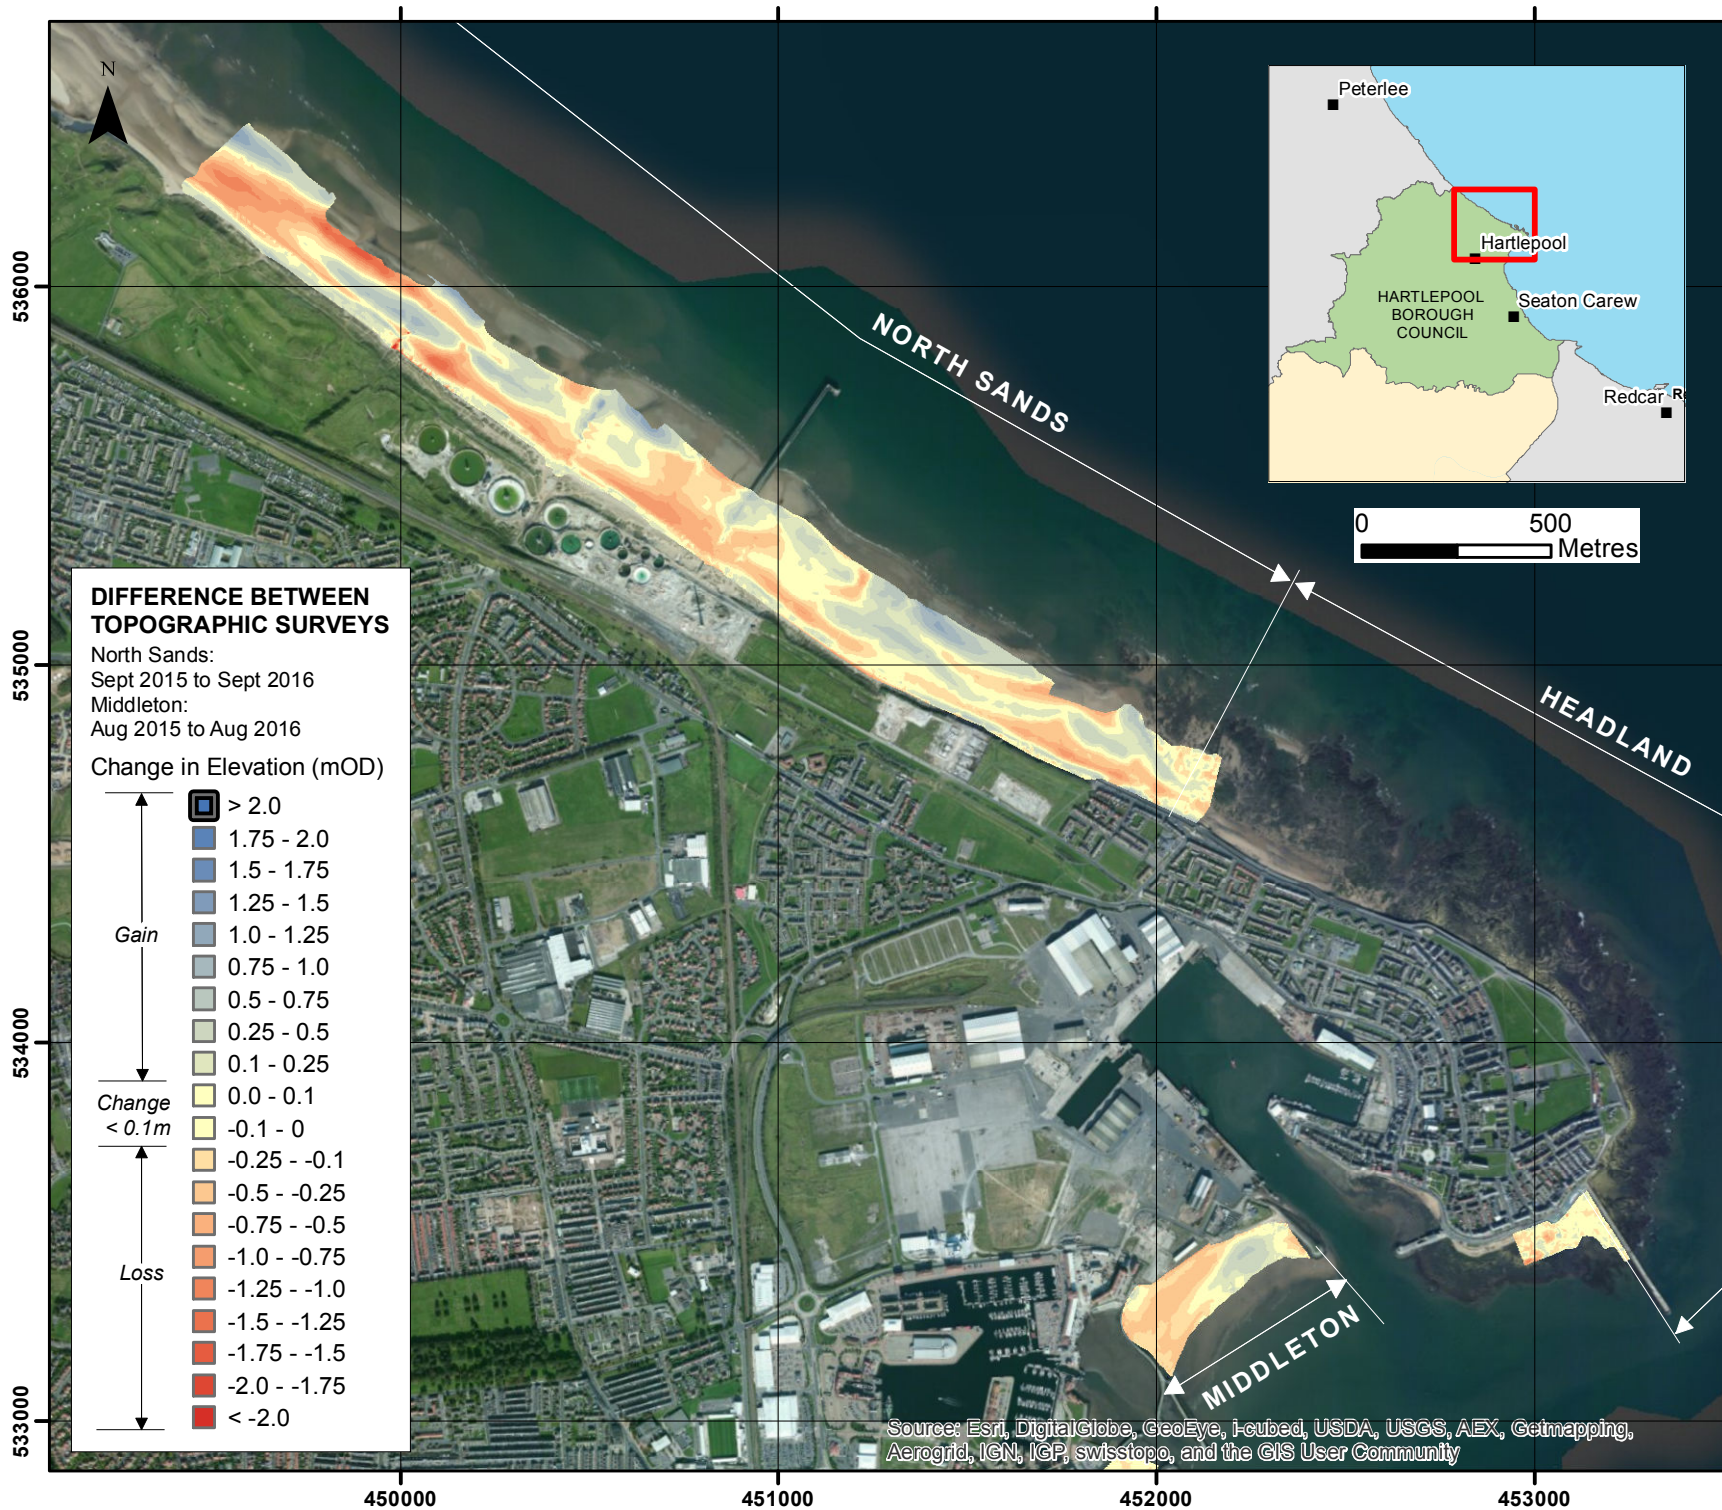 N
Peterlee
Hartlepool
HARTLEPOOL
BOROUGH
COUNCIL
Seaton Carew
Redcar
R
0 500
Metres
NORTH SANDS
HEADLAND
MIDDLETON
DIFFERENCE BETWEEN
TOPOGRAPHIC SURVEYS
North Sands:
Sept 2015 to Sept 2016
Middleton:
Aug 2015 to Aug 2016
Change in Elevation (mOD)
> 2.0
1.75 - 2.0
1.5 - 1.75
1.25 - 1.5
Gain
1.0 - 1.25
0.75 - 1.0
0.5 - 0.75
0.25 - 0.5
0.1 - 0.25
Change
< 0.1m
0.0 - 0.1
-0.1 - 0
-0.25 - -0.1
-0.5 - -0.25
-0.75 - -0.5
-1.0 - -0.75
Loss
-1.25 - -1.0
-1.5 - -1.25
-1.75 - -1.5
-2.0 - -1.75
< -2.0
536000
535000
534000
533000
450000
451000
452000
453000
Source: Esri, DigitalGlobe, GeoEye, i-cubed, USDA, USGS, AEX, Getmapping,
Aerogrid, IGN, IGP, swisstopo, and the GIS User Community